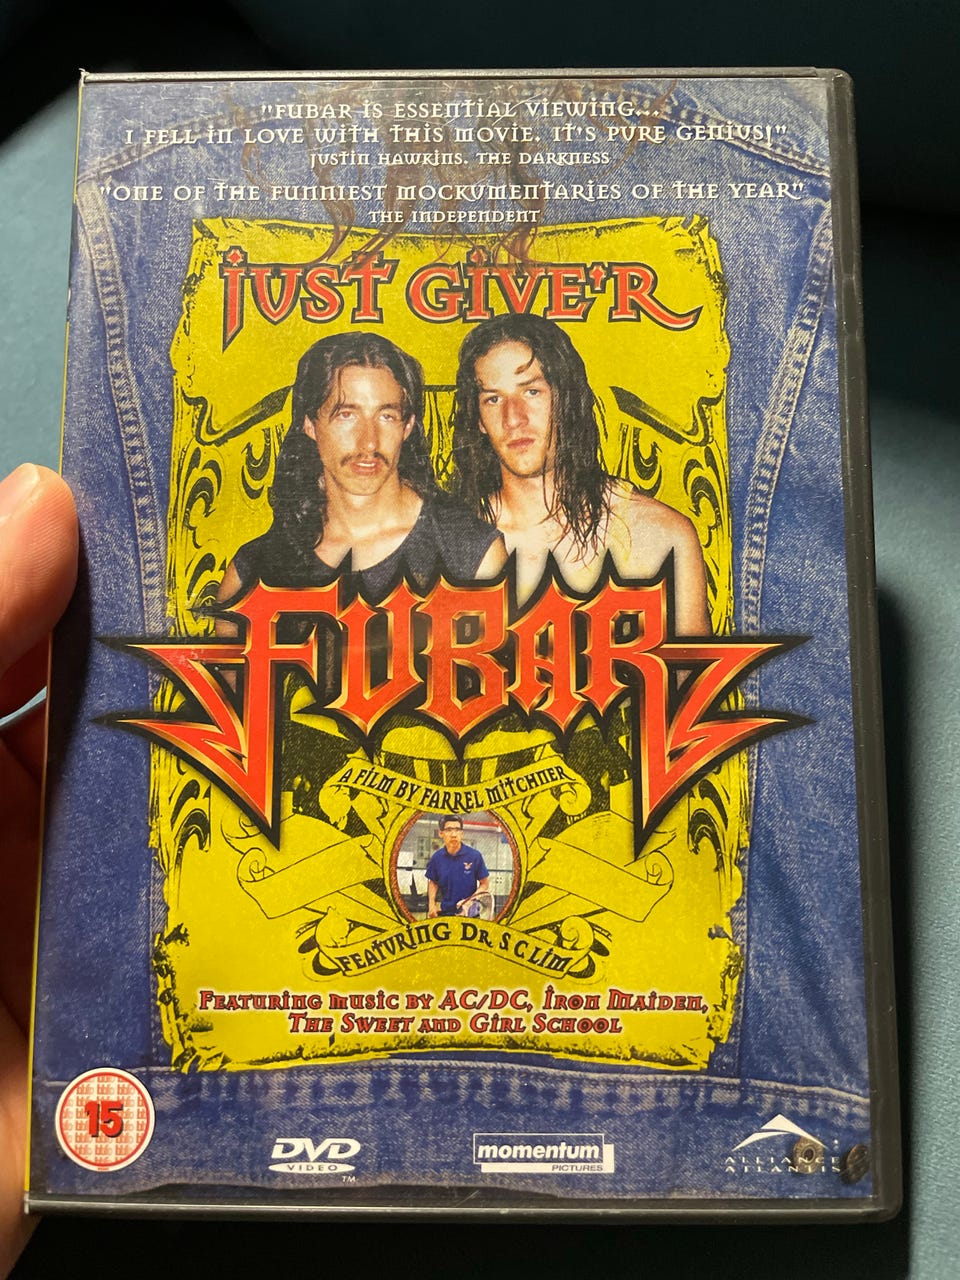 "FUBAR IS ESSENTIAL VIEWING...
I FELL IN LOVE WITH THIS MOVIE. IT'S PURE GENIUS!"
JUSTIN HAWKINS. THE DARKNESS
"ONE OF THE FUNNIEST MOCKUMENTARIES OF THE YEAR"
THE INDEPENDENT
JUST GIVE'R
FUBAR
A FILM BY FARREL MITCHNER
FEATURING DR. S C LIM
FEATURING MUSIC BY AC/DC, IRON MAIDEN,
THE SWEET AND GIRL SCHOOL
15
DVD
VIDEO
TM
momentum
PICTURES
ALLIANCE
ATLANTIS